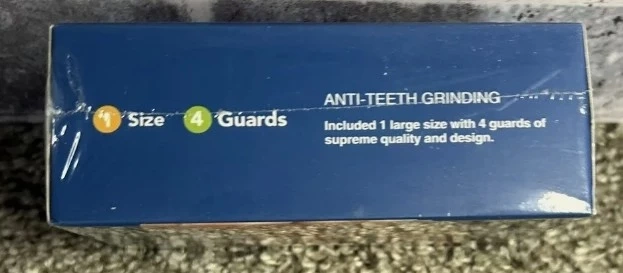 1 Size 4 Guards
ANTI-TEETH GRINDING
Included 1 large size with 4 guards of
supreme quality and design.